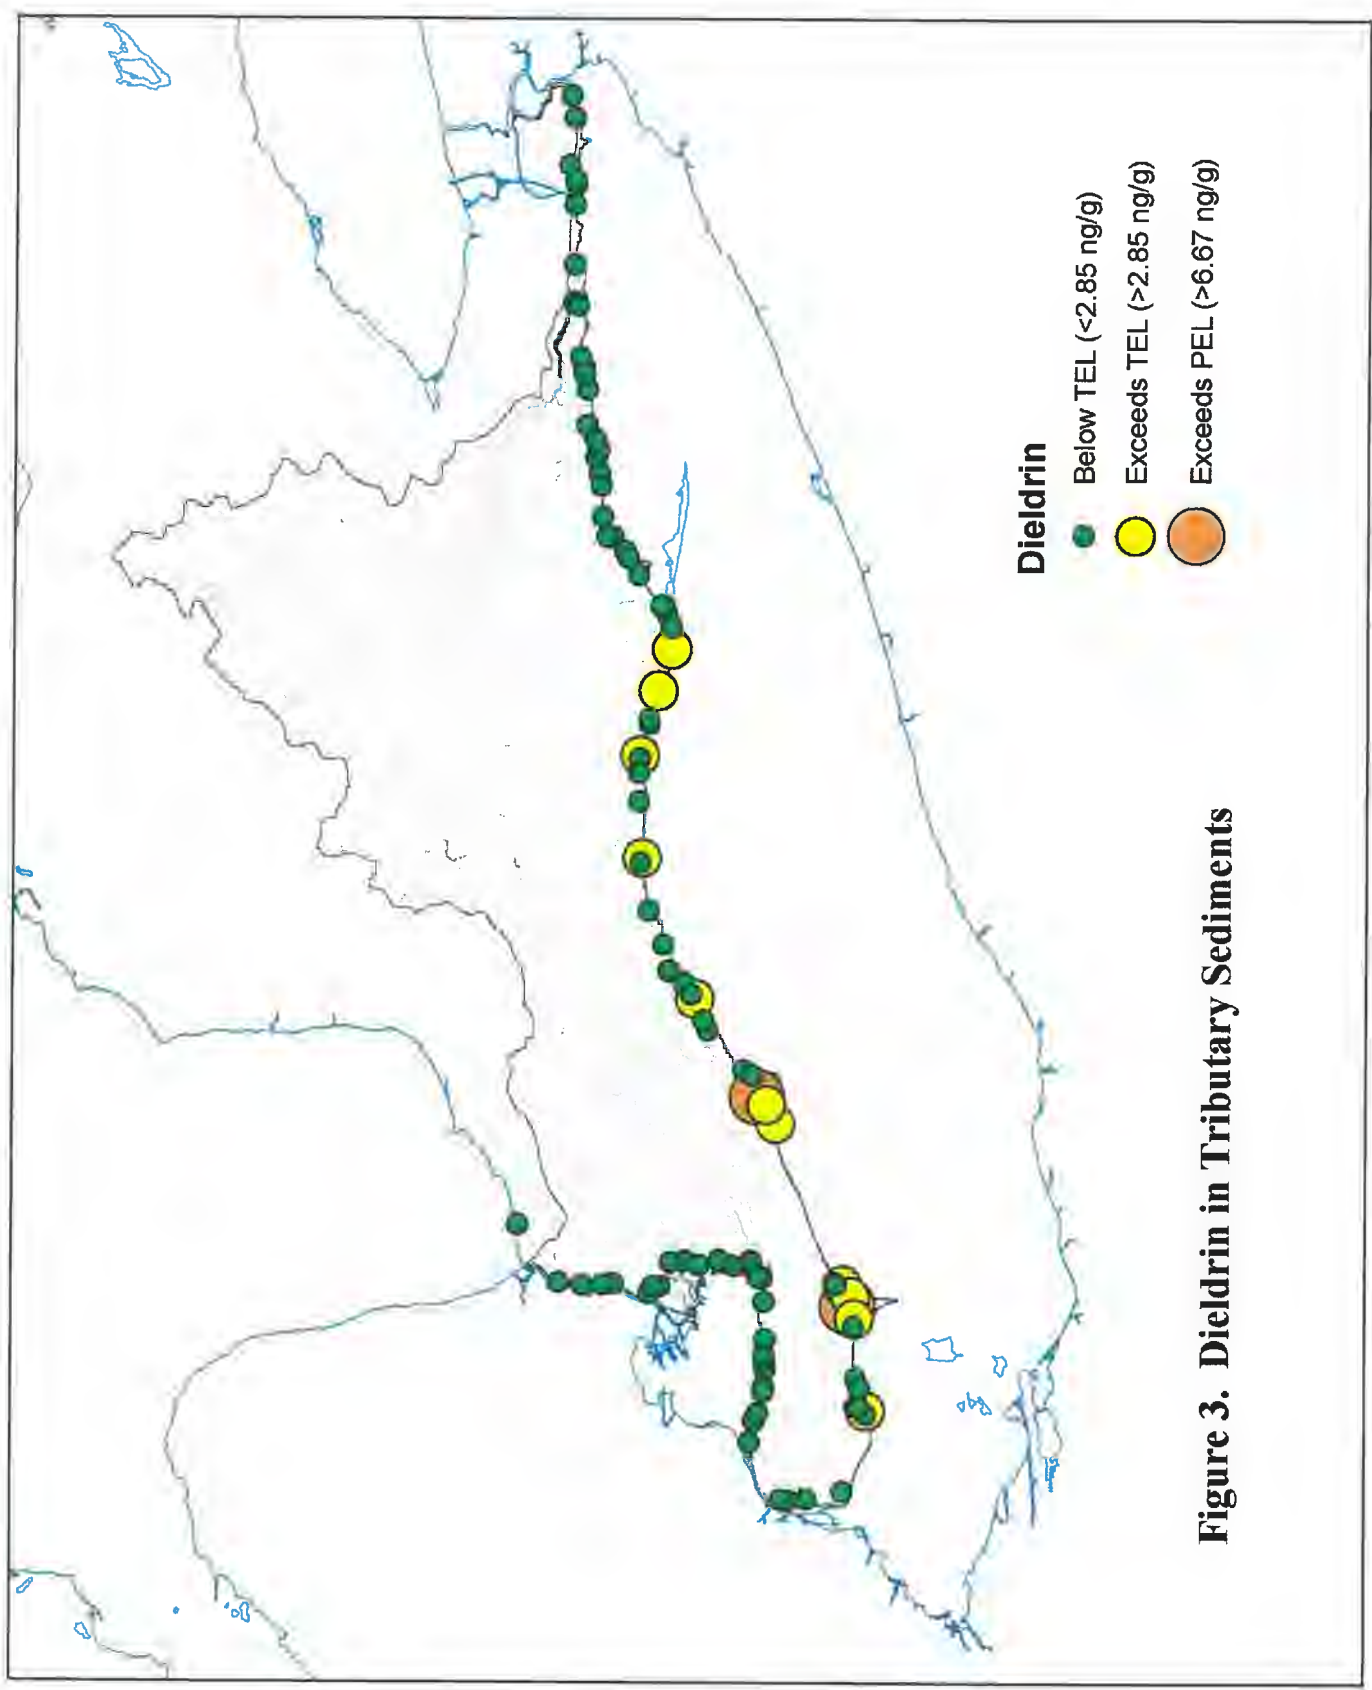 Dieldrin
Below TEL (<2.85 ng/g)
Exceeds TEL (>2.85 ng/g)
Exceeds PEL (>6.67 ng/g)
Figure 3. Dieldrin in Tributary Sediments